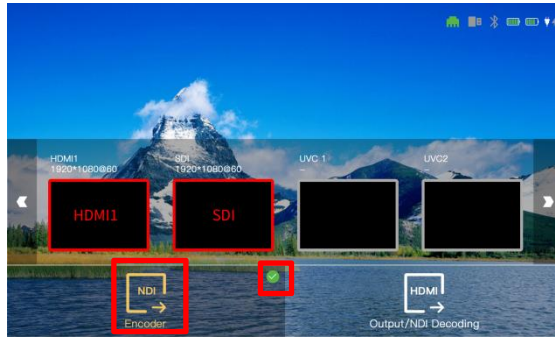 HDMI1
1920*1080@60
SDI
1920*1080@60
UVC 1
–
UVC2
–
HDMI1
SDI
NDI
Encoder
HDMI
Output/NDI Decoding